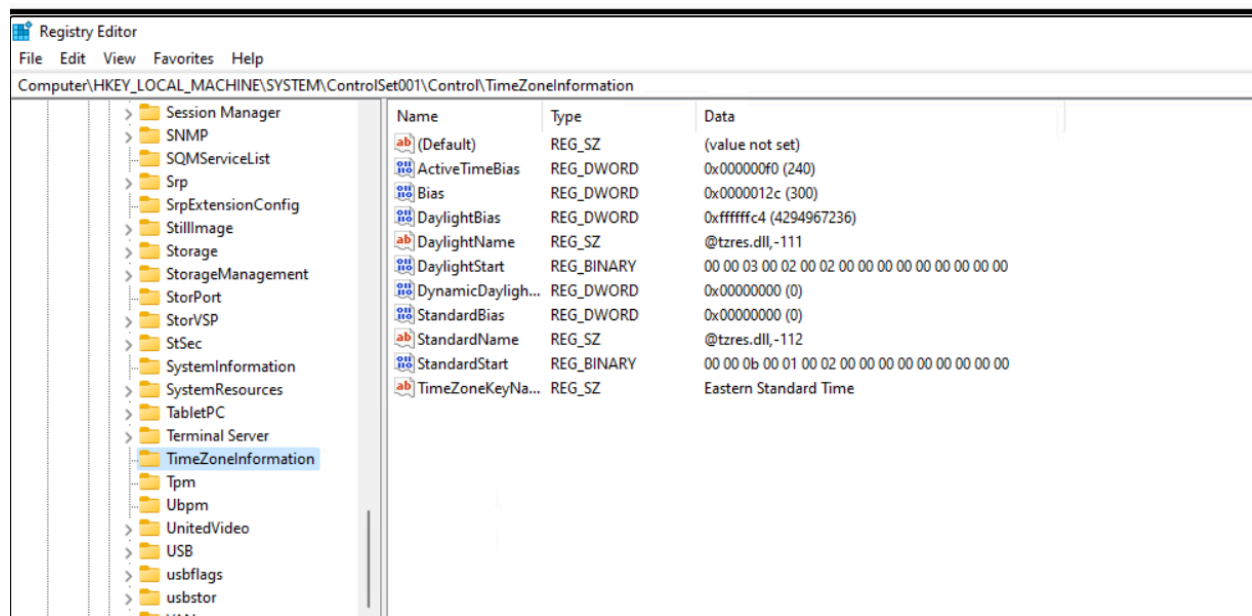 Registry Editor
File Edit View Favorites Help
Computer\HKEY_LOCAL_MACHINE\SYSTEM\ControlSet001\Control\TimeZoneInformation
Session Manager
SNMP
SQMServiceList
Srp
SrpExtensionConfig
StillImage
Storage
StorageManagement
StorPort
StorVSP
StSec
SystemInformation
SystemResources
TabletPC
Terminal Server
TimeZoneInformation
Tpm
Ubpm
UnitedVideo
USB
usbflags
usbstor
Name Type Data
(Default) REG_SZ (value not set)
ActiveTimeBias REG_DWORD 0x000000f0 (240)
Bias REG_DWORD 0x0000012c (300)
DaylightBias REG_DWORD 0xffffffc4 (4294967236)
DaylightName REG_SZ @tzres.dll,-111
DaylightStart REG_BINARY 00 00 03 00 02 00 02 00 00 00 00 00 00 00 00 00
DynamicDayligh... REG_DWORD 0x00000000 (0)
StandardBias REG_DWORD 0x00000000 (0)
StandardName REG_SZ @tzres.dll,-112
StandardStart REG_BINARY 00 00 0b 00 01 00 02 00 00 00 00 00 00 00 00 00
TimeZoneKeyNa... REG_SZ Eastern Standard Time